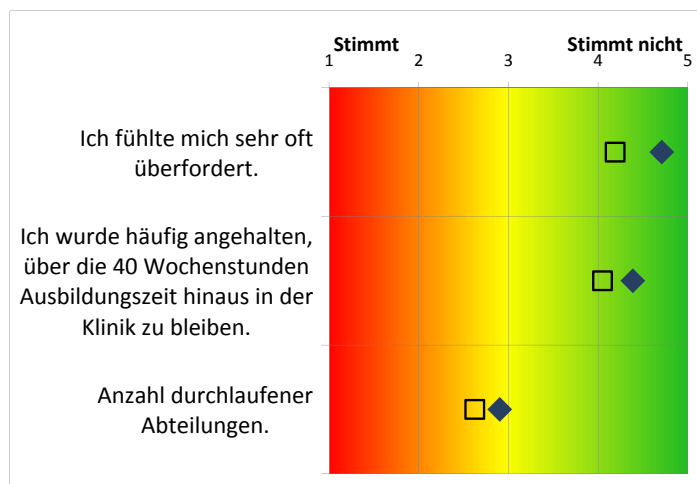 Stimmt Stimmt nicht
1 2 3 4 5
Ich fühlte mich sehr oft
überfordert.
Ich wurde häufig angehalten,
über die 40 Wochenstunden
Ausbildungszeit hinaus in der
Klinik zu bleiben.
Anzahl durchlaufener
Abteilungen.